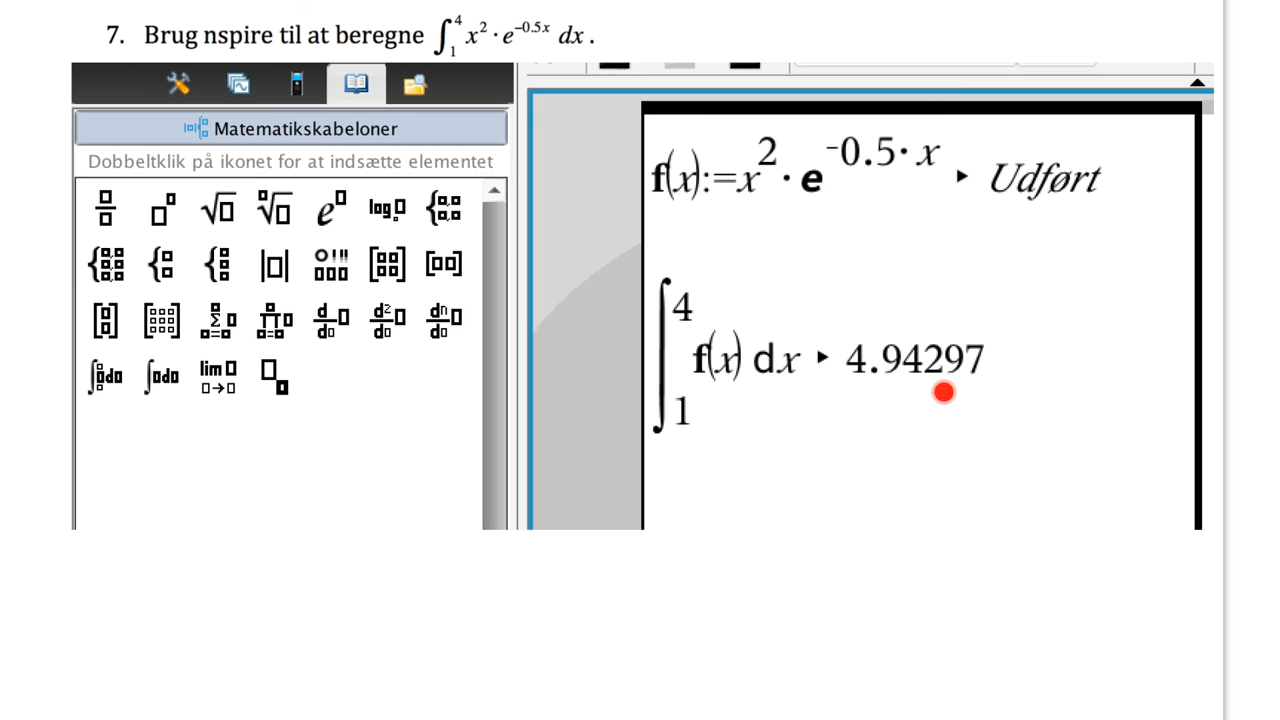 7. Brug nspire til at beregne ∫₁⁴ x² · e^(−0.5x) dx .
Matematikskabeloner
Dobbeltklik på ikonet for at indsætte elementet
f(x):=x² · e^(-0.5· x) ▸ Udført
∫₁⁴ f(x) dx ▸ 4.94297